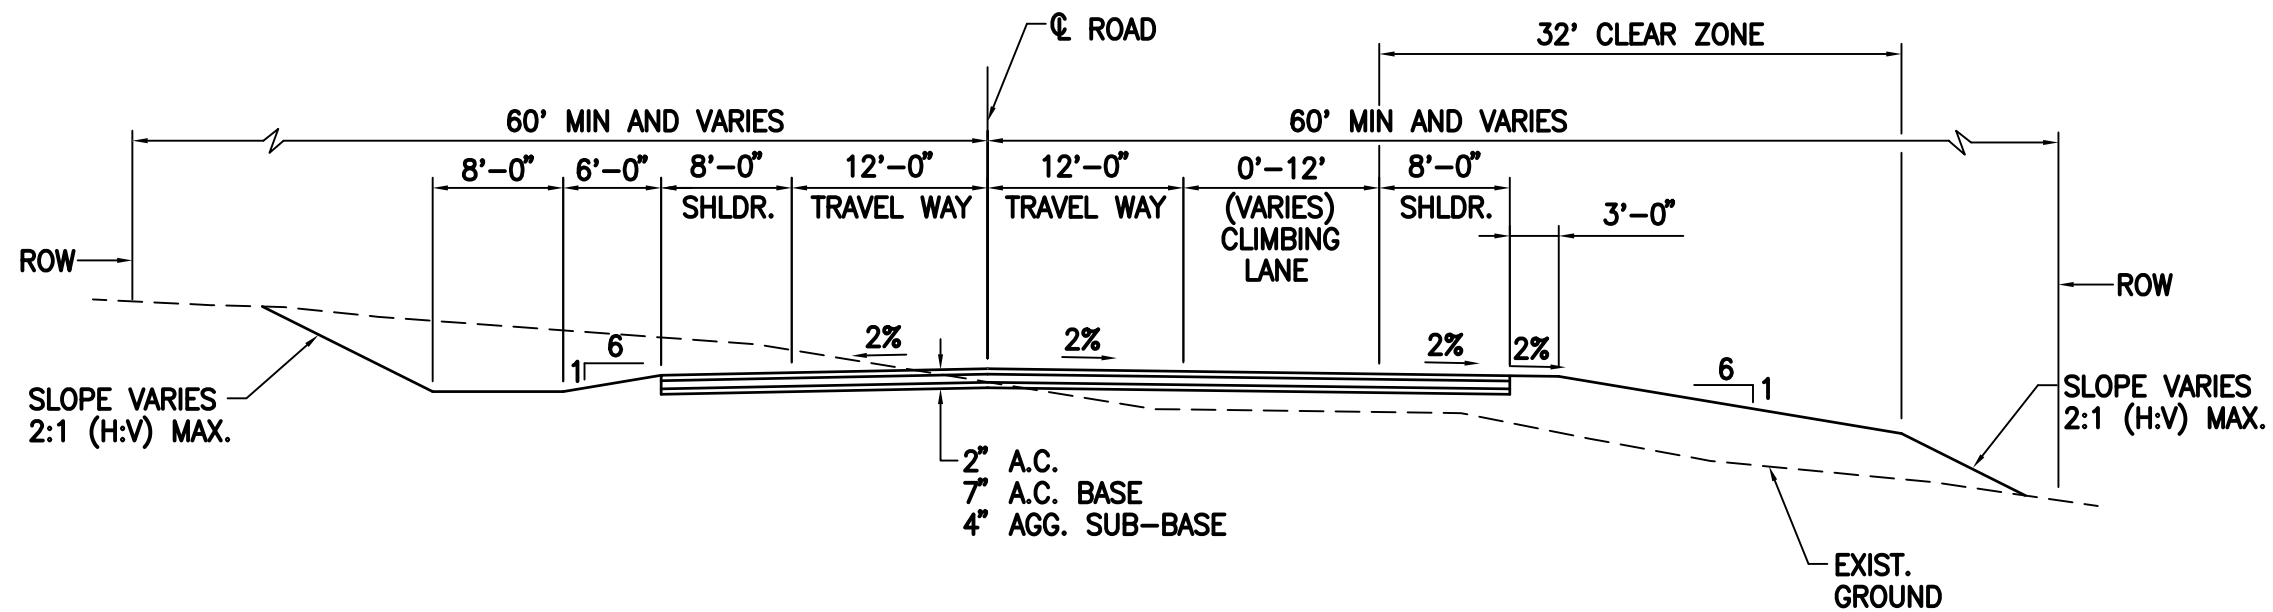 ℄ ROAD
32' CLEAR ZONE
60' MIN AND VARIES
60' MIN AND VARIES
8'-0"
6'-0"
8'-0"
SHLDR.
12'-0"
TRAVEL WAY
12'-0"
TRAVEL WAY
0'-12'
(VARIES)
CLIMBING
LANE
8'-0"
SHLDR.
3'-0"
ROW
ROW
2%
2%
2%
2%
6
1
6
1
SLOPE VARIES
2:1 (H:V) MAX.
SLOPE VARIES
2:1 (H:V) MAX.
2" A.C.
7" A.C. BASE
4" AGG. SUB-BASE
EXIST.
GROUND